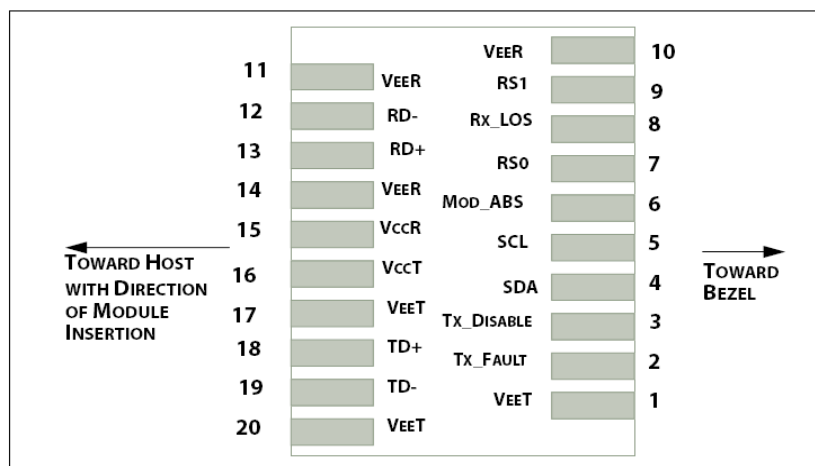 VEER 10
11 VEER
RS1 9
12 RD-
RX_LOS 8
13 RD+
RS0 7
14 VEER
MOD_ABS 6
15 VCCR
SCL 5
16 VCCT
SDA 4
17 VEET
TX_DISABLE 3
18 TD+
TX_FAULT 2
19 TD-
VEET 1
20 VEET
TOWARD HOST
WITH DIRECTION
OF MODULE
INSERTION
TOWARD
BEZEL